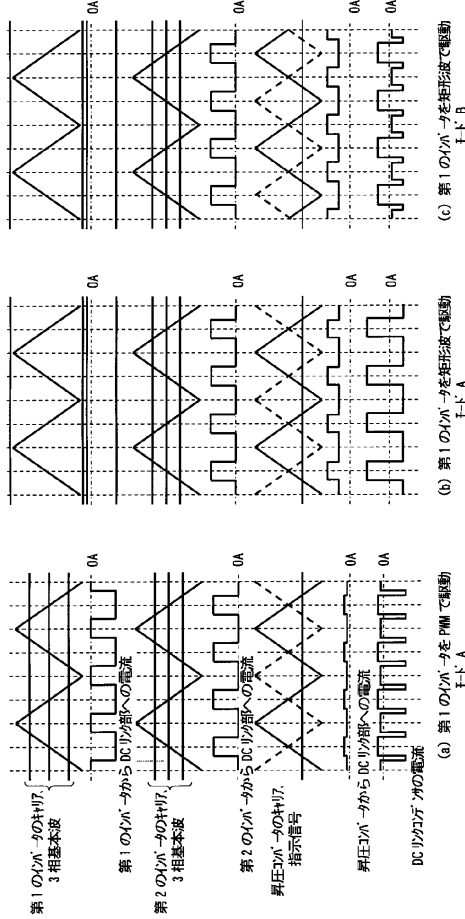 第1のインバータのキャリア、
3相基本波
第1のインバータからDCリンク部への電流
第2のインバータのキャリア、
3相基本波
第2のインバータからDCリンク部への電流
昇圧コンバータのキャリア、
指示信号
昇圧コンバータからDCリンク部への電流
DCリンクコンデンサの電流
0A
0A
0A
0A
(a) 第1のインバータをPWMで駆動
モード A
0A
0A
0A
0A
(b) 第1のインバータを矩形波で駆動
モード A
0A
0A
0A
0A
(c) 第1のインバータを矩形波で駆動
モード B